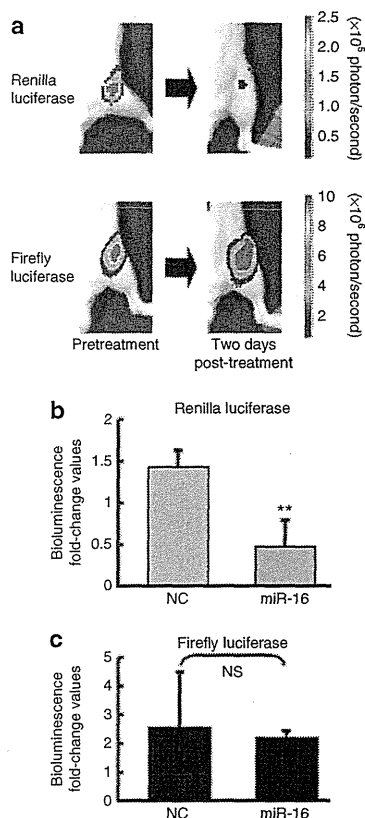 a
Renilla
luciferase
2.5
2.0
1.5
1.0
0.5
(×10⁵ photon/second)
Firefly
luciferase
10
8
6
4
2
(×10⁶ photon/second)
Pretreatment
Two days
post-treatment
b
Renilla luciferase
Bioluminescence
fold-change values
2
1.5
1
0.5
0
**
NC
miR-16
c
Firefly luciferase
NS
Bioluminescence
fold-change values
5
4
3
2
1
0
NC
miR-16